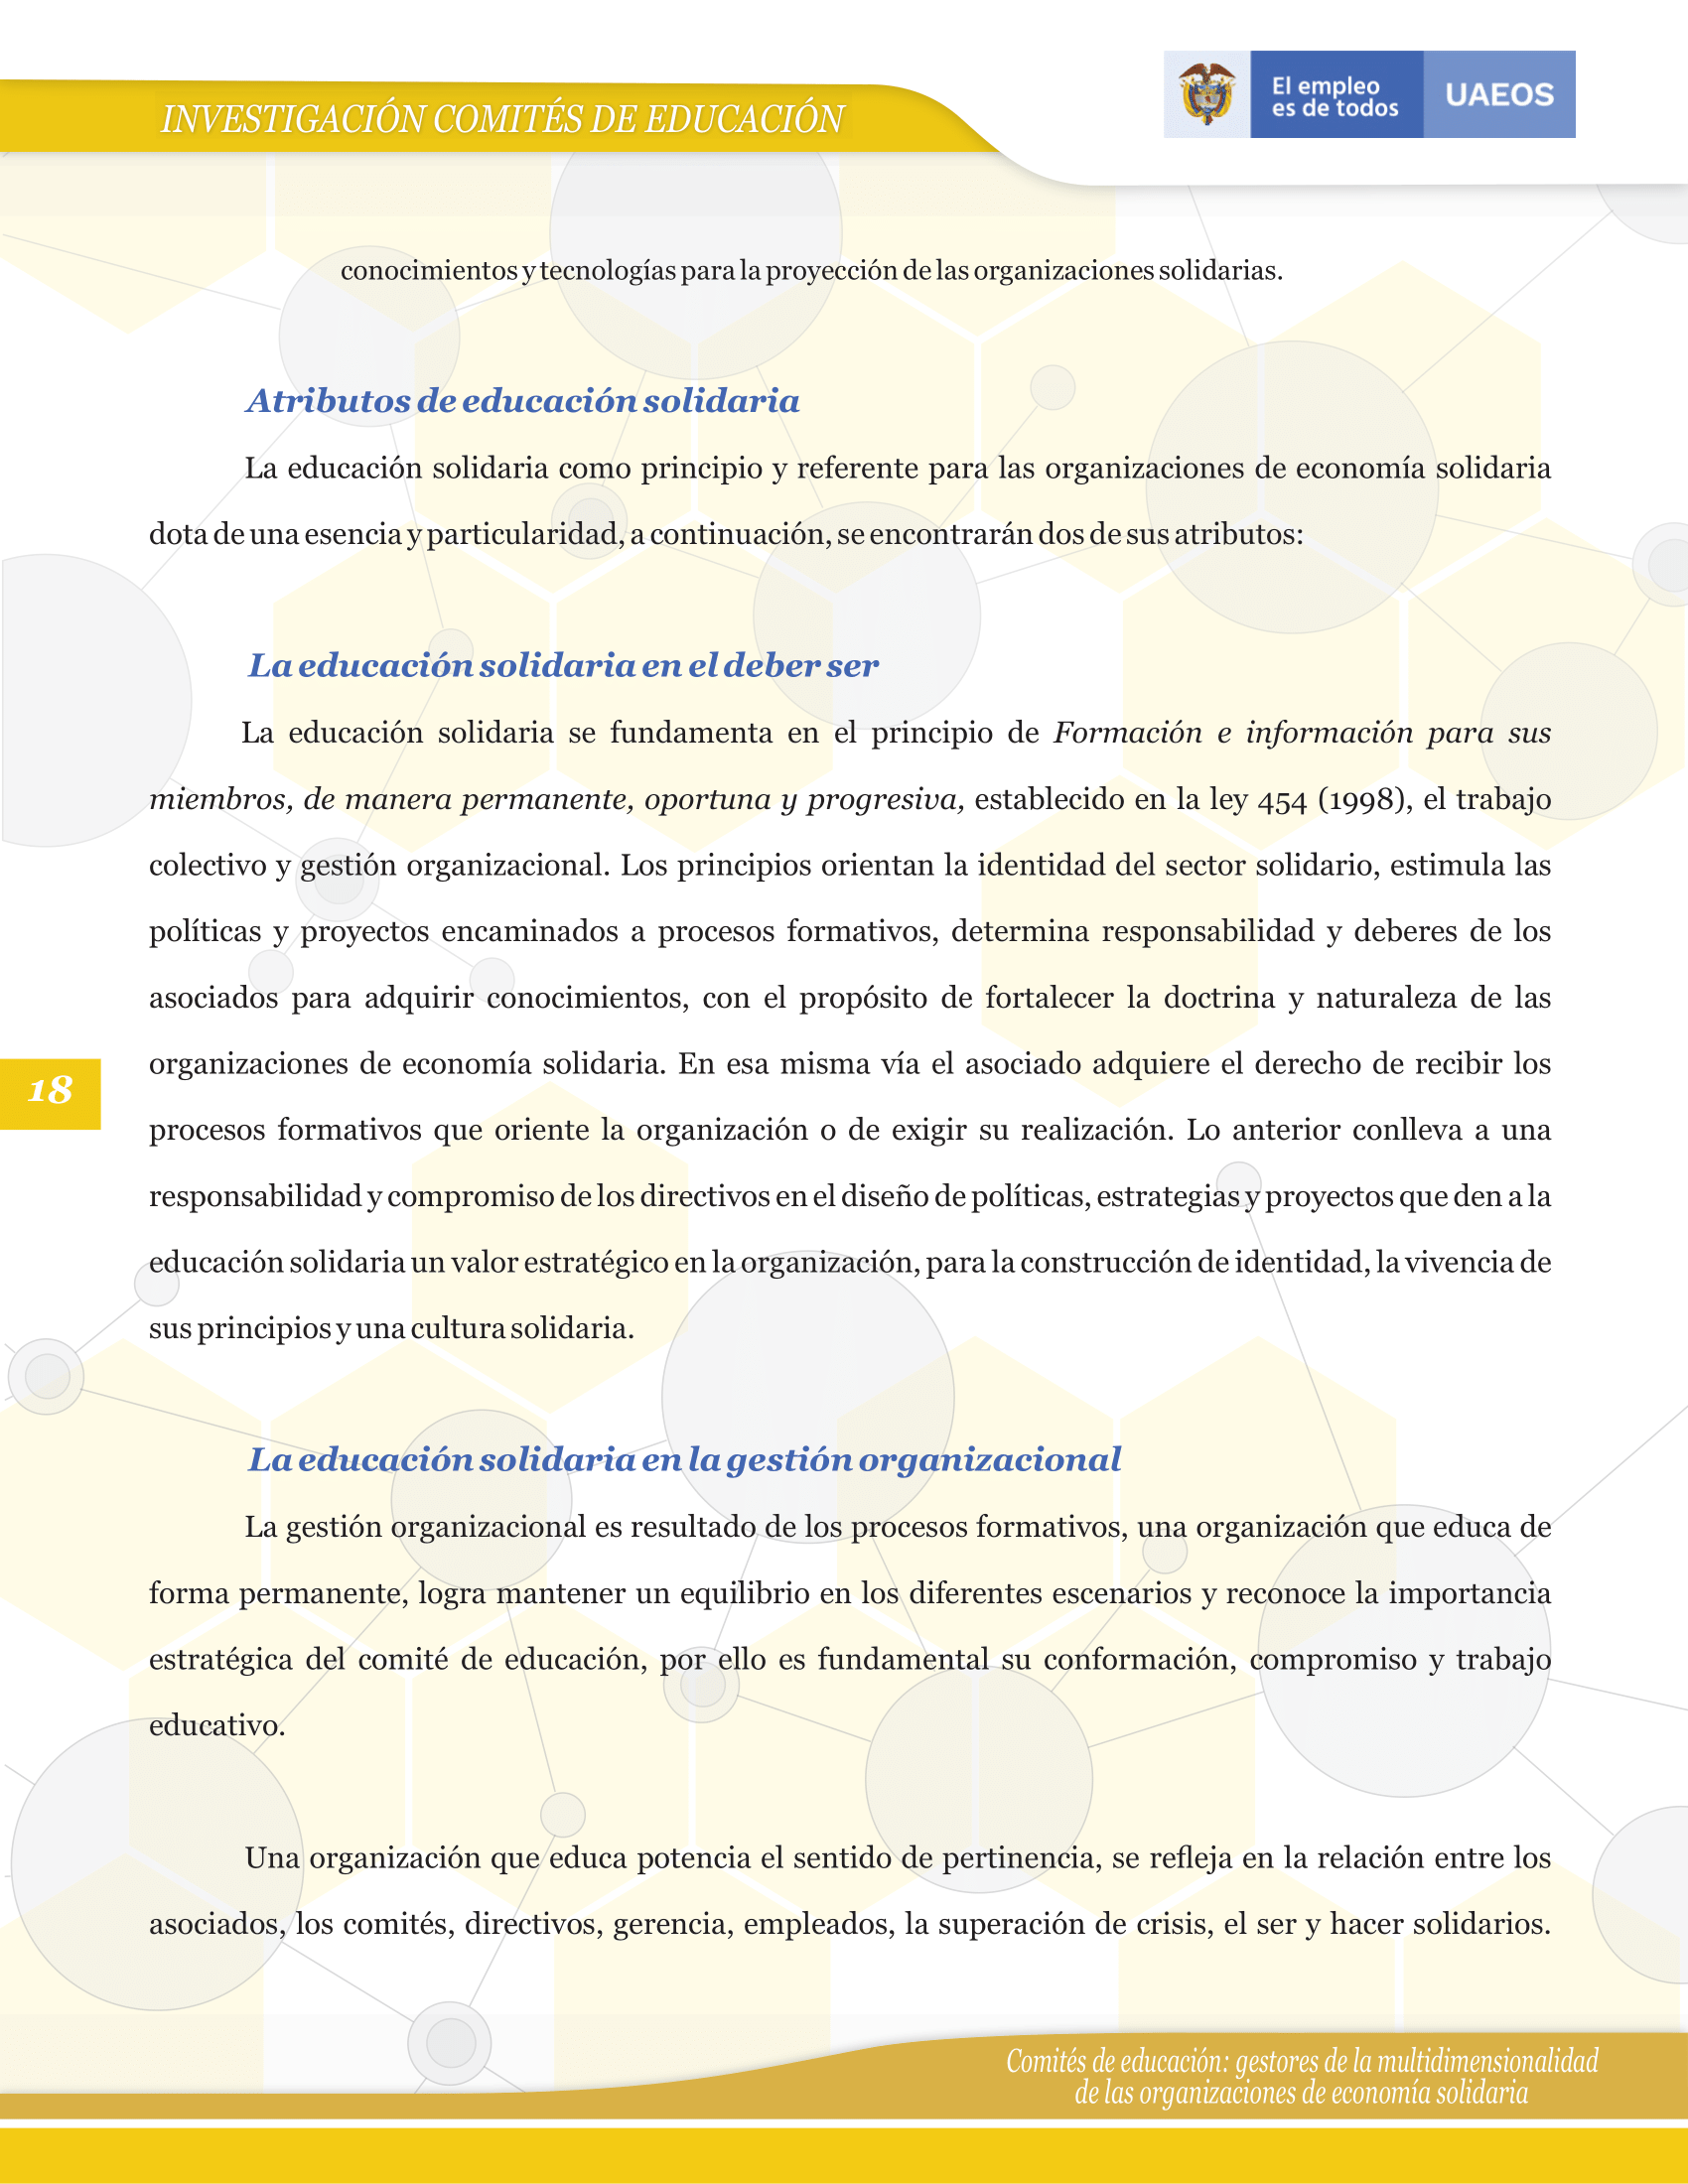 INVESTIGACIÓN COMITÉS DE EDUCACIÓN
El empleo
es de todos
UAEOS
conocimientos y tecnologías para la proyección de las organizaciones solidarias.
Atributos de educación solidaria
La educación solidaria como principio y referente para las organizaciones de economía solidaria
dota de una esencia y particularidad, a continuación, se encontrarán dos de sus atributos:
La educación solidaria en el deber ser
La educación solidaria se fundamenta en el principio de Formación e información para sus
miembros, de manera permanente, oportuna y progresiva, establecido en la ley 454 (1998), el trabajo
colectivo y gestión organizacional. Los principios orientan la identidad del sector solidario, estimula las
políticas y proyectos encaminados a procesos formativos, determina responsabilidad y deberes de los
asociados para adquirir conocimientos, con el propósito de fortalecer la doctrina y naturaleza de las
organizaciones de economía solidaria. En esa misma vía el asociado adquiere el derecho de recibir los
procesos formativos que oriente la organización o de exigir su realización. Lo anterior conlleva a una
responsabilidad y compromiso de los directivos en el diseño de políticas, estrategias y proyectos que den a la
educación solidaria un valor estratégico en la organización, para la construcción de identidad, la vivencia de
sus principios y una cultura solidaria.
18
La educación solidaria en la gestión organizacional
La gestión organizacional es resultado de los procesos formativos, una organización que educa de
forma permanente, logra mantener un equilibrio en los diferentes escenarios y reconoce la importancia
estratégica del comité de educación, por ello es fundamental su conformación, compromiso y trabajo
educativo.
Una organización que educa potencia el sentido de pertinencia, se refleja en la relación entre los
asociados, los comités, directivos, gerencia, empleados, la superación de crisis, el ser y hacer solidarios.
Comités de educación: gestores de la multidimensionalidad
de las organizaciones de economía solidaria